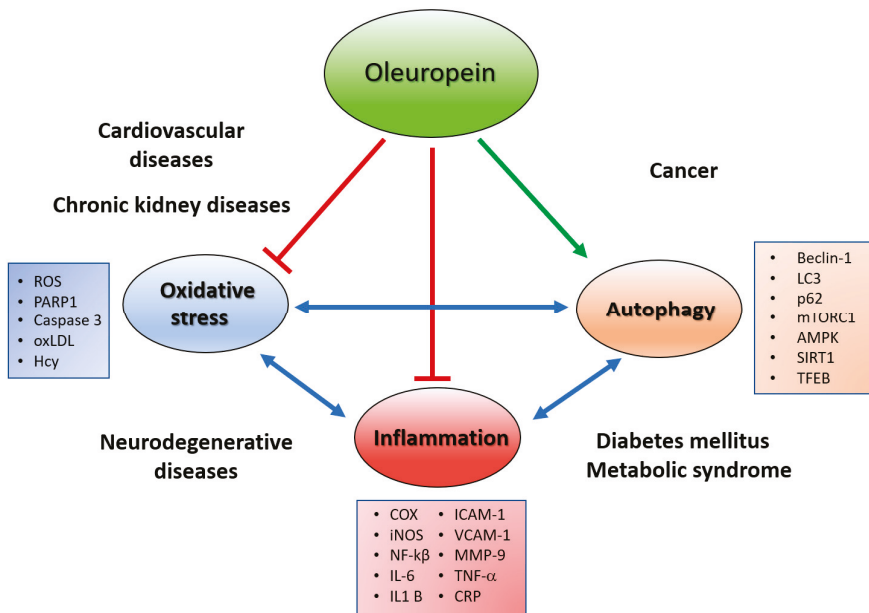 Oleuropein
Cardiovascular
diseases
Cancer
Chronic kidney diseases
• ROS
• PARP1
• Caspase 3
• oxLDL
• Hcy
Oxidative
stress
Autophagy
• Beclin-1
• LC3
• p62
• mTORC1
• AMPK
• SIRT1
• TFEB
Inflammation
Neurodegenerative
diseases
Diabetes mellitus
Metabolic syndrome
• COX
• iNOS
• NF-kβ
• IL-6
• IL1 B
• ICAM-1
• VCAM-1
• MMP-9
• TNF-α
• CRP